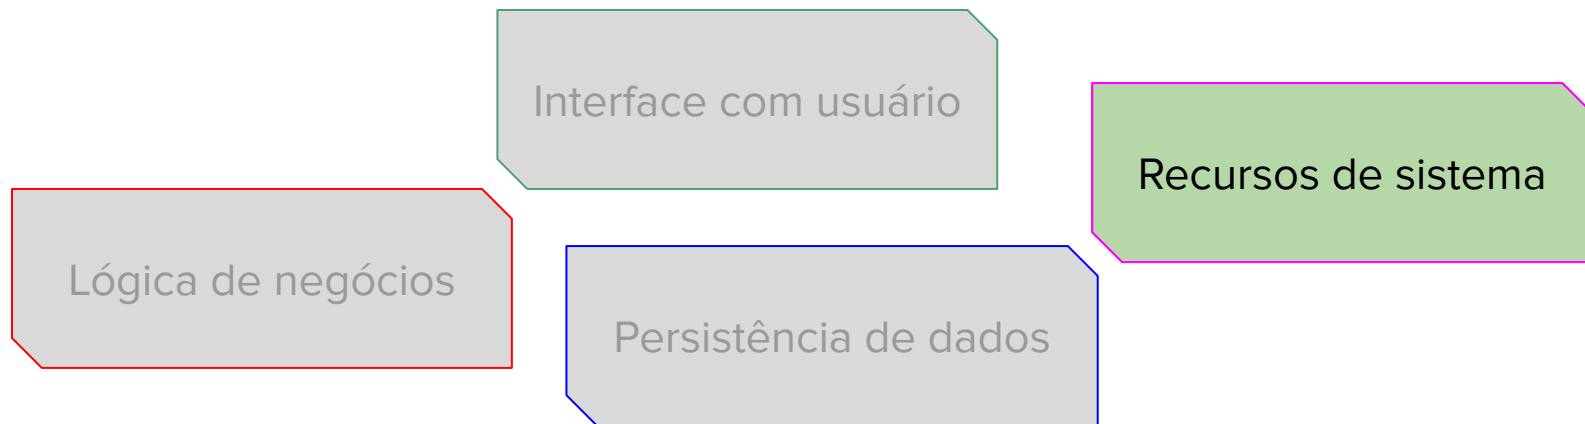 Interface com usuário
Recursos de sistema
Lógica de negócios
Persistência de dados